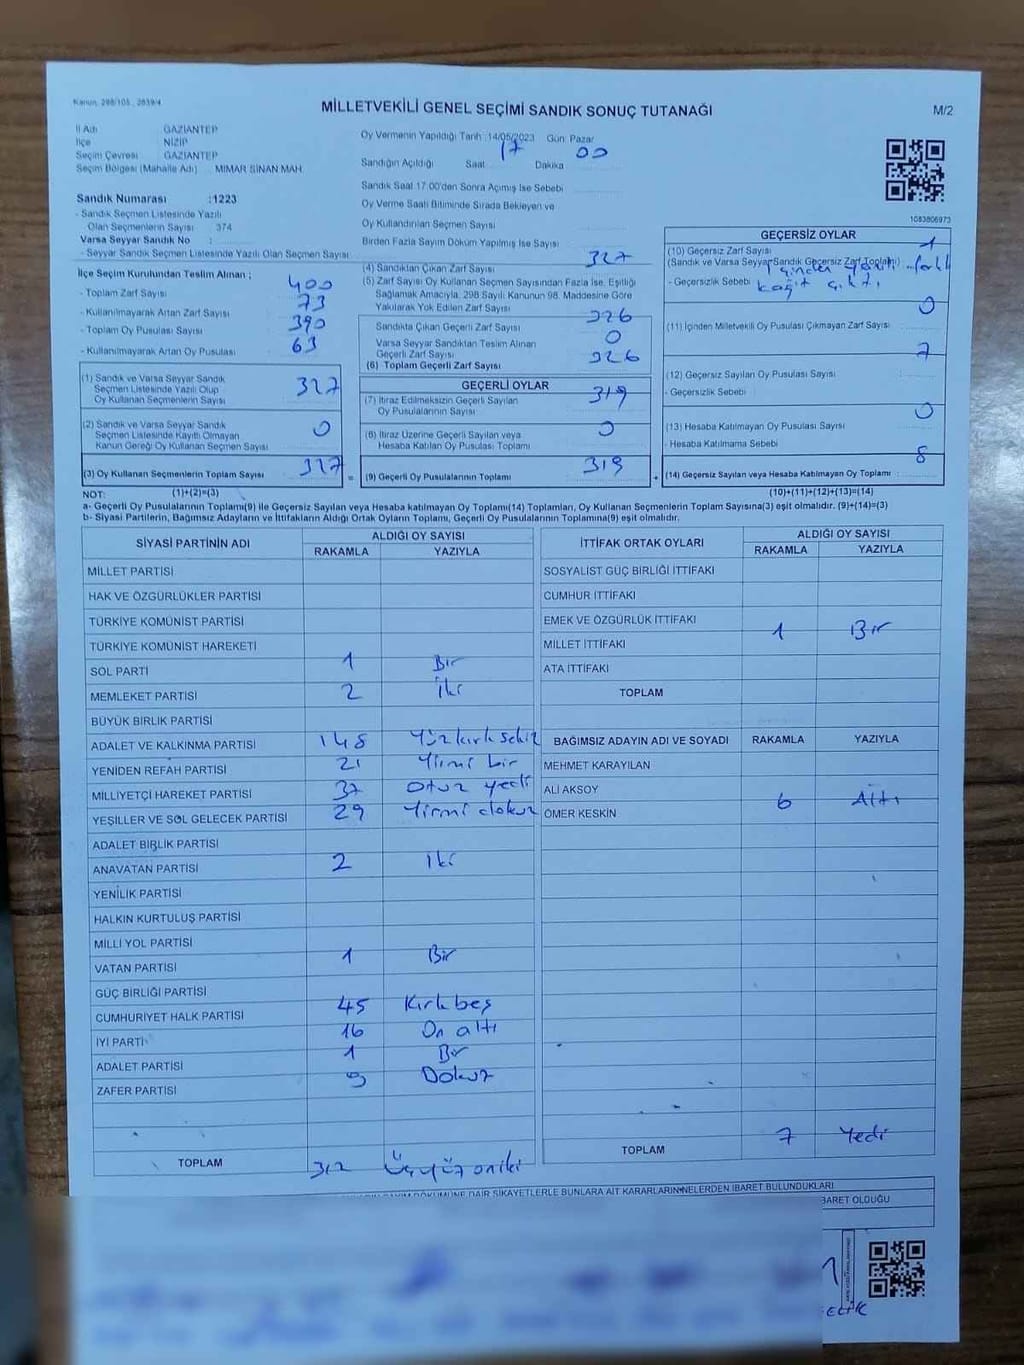 Kanun, 298/105 , 2839/4
MİLLETVEKİLİ GENEL SEÇİMİ SANDIK SONUÇ TUTANAĞI
M/2
İl Adı : GAZİANTEP
İlçe : NİZİP
Seçim Çevresi : GAZİANTEP
Seçim Bölgesi (Mahalle Adı) : MİMAR SİNAN MAH.
Sandık Numarası :1223
- Sandık Seçmen Listesinde Yazılı
Olan Seçmenlerin Sayısı : 374
Varsa Seyyar Sandık No :
- Seyyar Sandık Seçmen Listesinde Yazılı Olan Seçmen Sayısı:
Oy Vermenin Yapıldığı Tarih :14/05/2023 Gün: Pazar
Sandığın Açıldığı Saat 17 Dakika 00
Sandık Saat 17.00'den Sonra Açılmış İse Sebebi
Oy Verme Saati Bitiminde Sırada Bekleyen ve
Oy Kullandırılan Seçmen Sayısı
Birden Fazla Sayım Döküm Yapılmış İse Sayısı
1083806973
İlçe Seçim Kurulundan Teslim Alınan ;
- Toplam Zarf Sayısı 400
- Kullanılmayarak Artan Zarf Sayısı 73
- Toplam Oy Pusulası Sayısı 390
- Kullanılmayarak Artan Oy Pusulası 63
(1) Sandık ve Varsa Seyyar Sandık
Seçmen Listesinde Yazılı Olup
Oy Kullanan Seçmenlerin Sayısı 327
(2) Sandık ve Varsa Seyyar Sandık
Seçmen Listesinde Kayıtlı Olmayan
Kanun Gereği Oy Kullanan Seçmen Sayısı 0
(3) Oy Kullanan Seçmenlerin Toplam Sayısı 327
(4) Sandıktan Çıkan Zarf Sayısı 327
(5) Zarf Sayısı Oy Kullanan Seçmen Sayısından Fazla İse, Eşitliği
Sağlamak Amacıyla, 298 Sayılı Kanunun 98. Maddesine Göre
Yakılarak Yok Edilen Zarf Sayısı
Sandıkta Çıkan Geçerli Zarf Sayısı 326
Varsa Seyyar Sandıktan Teslim Alınan
Geçerli Zarf Sayısı 0
(6) Toplam Geçerli Zarf Sayısı 326
GEÇERLİ OYLAR
(7) İtiraz Edilmeksizin Geçerli Sayılan
Oy Pusulalarının Sayısı 319
(8) İtiraz Üzerine Geçerli Sayılan veya
Hesaba Katılan Oy Pusulası Toplamı 0
(9) Geçerli Oy Pusulalarının Toplamı 319
GEÇERSİZ OYLAR
(10) Geçersiz Zarf Sayısı 1
(Sandık ve Varsa Seyyar Sandık Geçersiz Zarf Toplamı)
- Geçersizlik Sebebi kağıt çıktı
(11) İçinden Milletvekili Oy Pusulası Çıkmayan Zarf Sayısı 0
(12) Geçersiz Sayılan Oy Pusulası Sayısı 7
- Geçersizlik Sebebi
(13) Hesaba Katılmayan Oy Pusulası Sayısı 0
- Hesaba Katılmama Sebebi
(14) Geçersiz Sayılan veya Hesaba Katılmayan Oy Toplamı 8
NOT: (1)+(2)=(3) (10)+(11)+(12)+(13)=(14)
a- Geçerli Oy Pusulalarının Toplamı(9) ile Geçersiz Sayılan veya Hesaba katılmayan Oy Toplamı(14) Toplamları, Oy Kullanan Seçmenlerin Toplam Sayısına(3) eşit olmalıdır. (9)+(14)=(3)
b- Siyasi Partilerin, Bağımsız Adayların ve İttifakların Aldığı Ortak Oyların Toplamı, Geçerli Oy Pusulalarının Toplamına(9) eşit olmalıdır.
SİYASİ PARTİNİN ADI ALDIĞI OY SAYISI
RAKAMLA YAZIYLA
MİLLET PARTİSİ
HAK VE ÖZGÜRLÜKLER PARTİSİ
TÜRKİYE KOMÜNİST PARTİSİ
TÜRKİYE KOMÜNİST HAREKETİ
SOL PARTİ 1 Bir
MEMLEKET PARTİSİ 2 İki
BÜYÜK BİRLİK PARTİSİ
ADALET VE KALKINMA PARTİSİ 148 Yüzkırk sekiz
YENİDEN REFAH PARTİSİ 21 Yirmi bir
MİLLİYETÇİ HAREKET PARTİSİ 37 Otuz yedi
YEŞİLLER VE SOL GELECEK PARTİSİ 29 Yirmi dokuz
ADALET BİRLİK PARTİSİ
ANAVATAN PARTİSİ 2 İki
YENİLİK PARTİSİ
HALKIN KURTULUŞ PARTİSİ
MİLLİ YOL PARTİSİ
VATAN PARTİSİ 1 Bir
GÜÇ BİRLİĞİ PARTİSİ
CUMHURİYET HALK PARTİSİ 45 Kırk beş
İYİ PARTİ 16 On altı
ADALET PARTİSİ 1 Bir
ZAFER PARTİSİ 9 Dokuz
TOPLAM 312 Üçyüz oniki
İTTİFAK ORTAK OYLARI ALDIĞI OY SAYISI
RAKAMLA YAZIYLA
SOSYALİST GÜÇ BİRLİĞİ İTTİFAKI
CUMHUR İTTİFAKI
EMEK VE ÖZGÜRLÜK İTTİFAKI
MİLLET İTTİFAKI 1 Bir
ATA İTTİFAKI
TOPLAM
BAĞIMSIZ ADAYIN ADI VE SOYADI RAKAMLA YAZIYLA
MEHMET KARAYILAN
ALİ AKSOY
ÖMER KESKİN 6 Altı
TOPLAM 7 Yedi
DÖKÜMÜNE DAİR ŞİKAYETLERLE BUNLARA AİT KARARLARIN NELERDEN İBARET BULUNDUKLARI
İBARET OLDUĞU